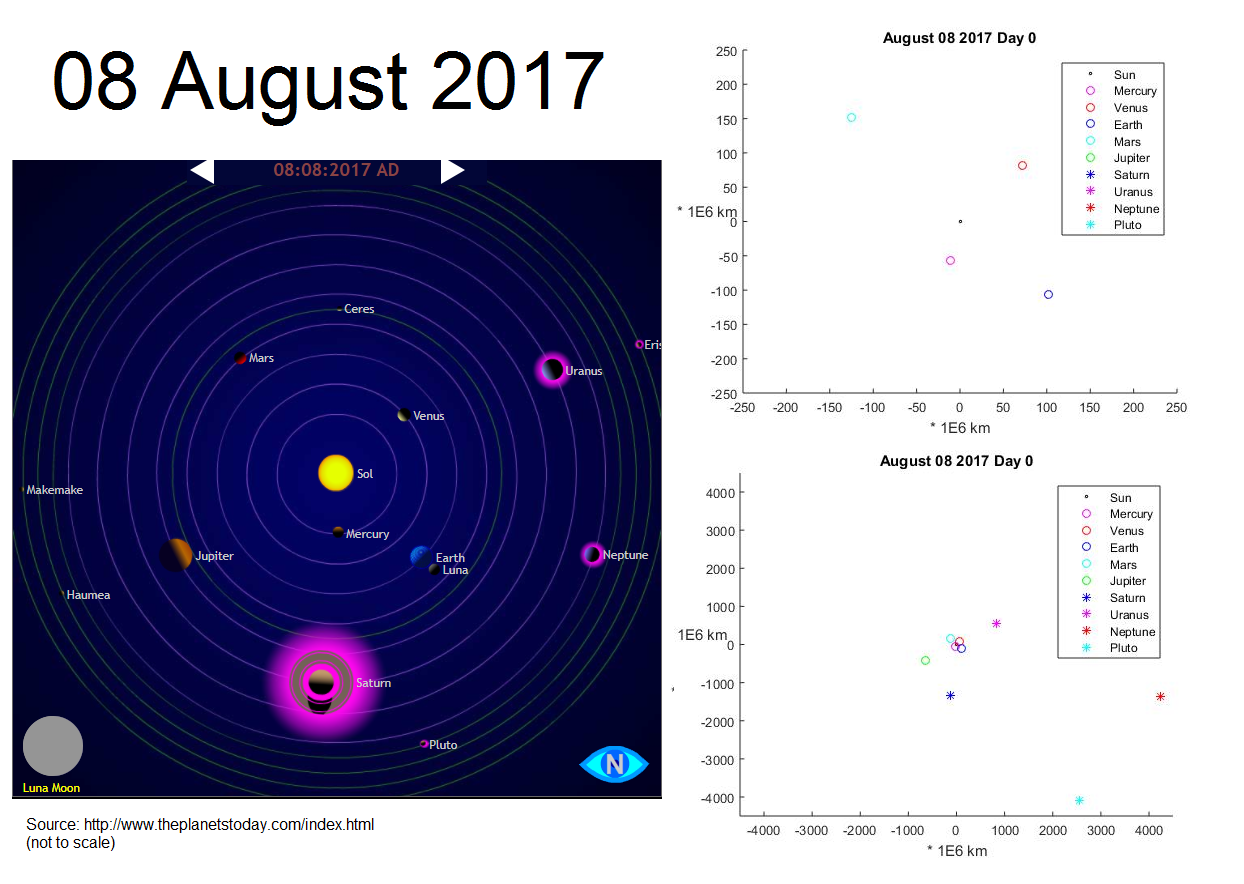 08 August 2017
08:08:2017 AD
Ceres
Eris
Mars
Uranus
Venus
Sol
Makemake
Mercury
Jupiter
Earth
Neptune
Luna
Haumea
Saturn
Pluto
N
Luna Moon
Source: http://www.theplanetstoday.com/index.html
(not to scale)
August 08 2017 Day 0
250
200
150
100
50
* 1E6 km
0
-50
-100
-150
-200
-250
-250 -200 -150 -100 -50 0 50 100 150 200 250
* 1E6 km
Sun
Mercury
Venus
Earth
Mars
Jupiter
Saturn
Uranus
Neptune
Pluto
August 08 2017 Day 0
4000
3000
2000
1000
1E6 km
0
-1000
-2000
-3000
-4000
-4000 -3000 -2000 -1000 0 1000 2000 3000 4000
* 1E6 km
Sun
Mercury
Venus
Earth
Mars
Jupiter
Saturn
Uranus
Neptune
Pluto